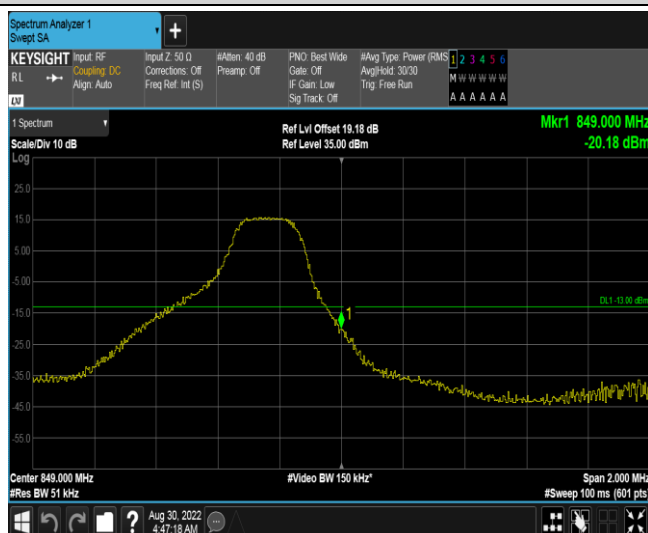 Spectrum Analyzer 1
Swept SA
KEYSIGHT Input: RF Input Z: 50 Ω #Atten: 40 dB PNO: Best Wide #Avg Type: Power (RMS 1 2 3 4 5 6
RL Coupling: DC Corrections: Off Preamp: Off Gate: Off Avg|Hold: 30/30 M W W W W W
Align: Auto Freq Ref: Int (S) IF Gain: Low Trig: Free Run
LXI Sig Track: Off A A A A A A
1 Spectrum Ref Lvl Offset 19.18 dB Mkr1 849.000 MHz
Scale/Div 10 dB Ref Level 35.00 dBm -20.18 dBm
Log
25.0
15.0
5.00
-5.00
DL1 -13.00 dBm
-15.0 1
-25.0
-35.0
-45.0
-55.0
Center 849.000 MHz #Video BW 150 kHz* Span 2.000 MHz
#Res BW 51 kHz #Sweep 100 ms (601 pts)
? Aug 30, 2022
4:47:18 AM